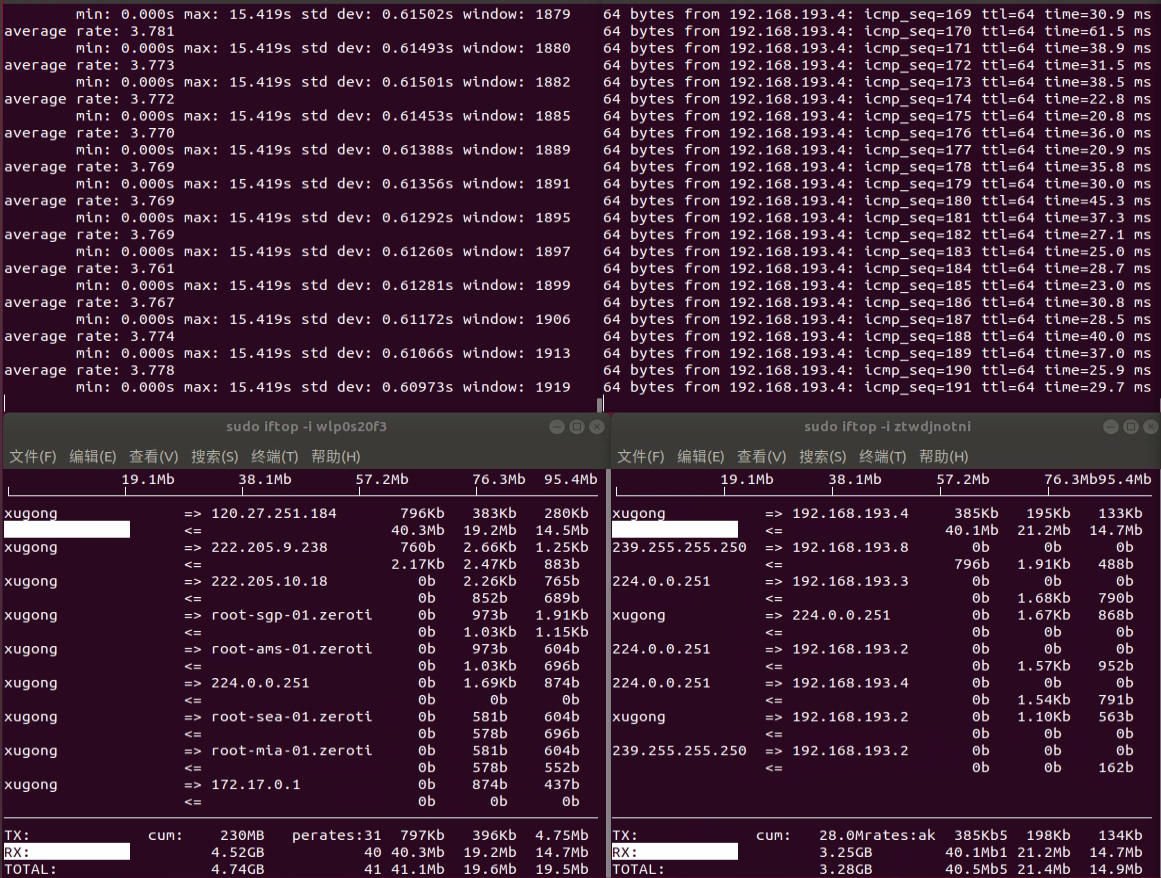 min: 0.000s max: 15.419s std dev: 0.61502s window: 1879
average rate: 3.781
min: 0.000s max: 15.419s std dev: 0.61493s window: 1880
average rate: 3.773
min: 0.000s max: 15.419s std dev: 0.61501s window: 1882
average rate: 3.772
min: 0.000s max: 15.419s std dev: 0.61453s window: 1885
average rate: 3.770
min: 0.000s max: 15.419s std dev: 0.61388s window: 1889
average rate: 3.769
min: 0.000s max: 15.419s std dev: 0.61356s window: 1891
average rate: 3.769
min: 0.000s max: 15.419s std dev: 0.61292s window: 1895
average rate: 3.769
min: 0.000s max: 15.419s std dev: 0.61260s window: 1897
average rate: 3.761
min: 0.000s max: 15.419s std dev: 0.61281s window: 1899
average rate: 3.767
min: 0.000s max: 15.419s std dev: 0.61172s window: 1906
average rate: 3.774
min: 0.000s max: 15.419s std dev: 0.61066s window: 1913
average rate: 3.778
min: 0.000s max: 15.419s std dev: 0.60973s window: 1919
64 bytes from 192.168.193.4: icmp_seq=169 ttl=64 time=30.9 ms
64 bytes from 192.168.193.4: icmp_seq=170 ttl=64 time=61.5 ms
64 bytes from 192.168.193.4: icmp_seq=171 ttl=64 time=38.9 ms
64 bytes from 192.168.193.4: icmp_seq=172 ttl=64 time=31.5 ms
64 bytes from 192.168.193.4: icmp_seq=173 ttl=64 time=38.5 ms
64 bytes from 192.168.193.4: icmp_seq=174 ttl=64 time=22.8 ms
64 bytes from 192.168.193.4: icmp_seq=175 ttl=64 time=20.8 ms
64 bytes from 192.168.193.4: icmp_seq=176 ttl=64 time=36.0 ms
64 bytes from 192.168.193.4: icmp_seq=177 ttl=64 time=20.9 ms
64 bytes from 192.168.193.4: icmp_seq=178 ttl=64 time=35.8 ms
64 bytes from 192.168.193.4: icmp_seq=179 ttl=64 time=30.0 ms
64 bytes from 192.168.193.4: icmp_seq=180 ttl=64 time=45.3 ms
64 bytes from 192.168.193.4: icmp_seq=181 ttl=64 time=37.3 ms
64 bytes from 192.168.193.4: icmp_seq=182 ttl=64 time=27.1 ms
64 bytes from 192.168.193.4: icmp_seq=183 ttl=64 time=25.0 ms
64 bytes from 192.168.193.4: icmp_seq=184 ttl=64 time=28.7 ms
64 bytes from 192.168.193.4: icmp_seq=185 ttl=64 time=23.0 ms
64 bytes from 192.168.193.4: icmp_seq=186 ttl=64 time=30.8 ms
64 bytes from 192.168.193.4: icmp_seq=187 ttl=64 time=28.5 ms
64 bytes from 192.168.193.4: icmp_seq=188 ttl=64 time=40.0 ms
64 bytes from 192.168.193.4: icmp_seq=189 ttl=64 time=37.0 ms
64 bytes from 192.168.193.4: icmp_seq=190 ttl=64 time=25.9 ms
64 bytes from 192.168.193.4: icmp_seq=191 ttl=64 time=29.7 ms
sudo iftop -i wlp0s20f3
文件(F) 编辑(E) 查看(V) 搜索(S) 终端(T) 帮助(H)
19.1Mb 38.1Mb 57.2Mb 76.3Mb 95.4Mb
xugong => 120.27.251.184 796Kb 383Kb 280Kb
<= 40.3Mb 19.2Mb 14.5Mb
xugong => 222.205.9.238 760b 2.66Kb 1.25Kb
<= 2.17Kb 2.47Kb 883b
xugong => 222.205.10.18 0b 2.26Kb 765b
<= 0b 852b 689b
xugong => root-sgp-01.zeroti 0b 973b 1.91Kb
<= 0b 1.03Kb 1.15Kb
xugong => root-ams-01.zeroti 0b 973b 604b
<= 0b 1.03Kb 696b
xugong => 224.0.0.251 0b 1.69Kb 874b
<= 0b 0b 0b
xugong => root-sea-01.zeroti 0b 581b 604b
<= 0b 578b 696b
xugong => root-mia-01.zeroti 0b 581b 604b
<= 0b 578b 552b
xugong => 172.17.0.1 0b 874b 437b
<= 0b 0b 0b
TX: cum: 230MB perates:31 797Kb 396Kb 4.75Mb
RX: 4.52GB 40 40.3Mb 19.2Mb 14.7Mb
TOTAL: 4.74GB 41 41.1Mb 19.6Mb 19.5Mb
sudo iftop -i ztwdjnotni
文件(F) 编辑(E) 查看(V) 搜索(S) 终端(T) 帮助(H)
19.1Mb 38.1Mb 57.2Mb 76.3Mb95.4Mb
xugong => 192.168.193.4 385Kb 195Kb 133Kb
<= 40.1Mb 21.2Mb 14.7Mb
239.255.255.250 => 192.168.193.8 0b 0b 0b
<= 796b 1.91Kb 488b
224.0.0.251 => 192.168.193.3 0b 0b 0b
<= 0b 1.68Kb 790b
xugong => 224.0.0.251 0b 1.67Kb 868b
<= 0b 0b 0b
224.0.0.251 => 192.168.193.2 0b 0b 0b
<= 0b 1.57Kb 952b
224.0.0.251 => 192.168.193.4 0b 0b 0b
<= 0b 1.54Kb 791b
xugong => 192.168.193.2 0b 1.10Kb 563b
<= 0b 0b 0b
239.255.255.250 => 192.168.193.2 0b 0b 0b
<= 0b 0b 162b
TX: cum: 28.0Mrates:ak 385Kb5 198Kb 134Kb
RX: 3.25GB 40.1Mb1 21.2Mb 14.7Mb
TOTAL: 3.28GB 40.5Mb5 21.4Mb 14.9Mb